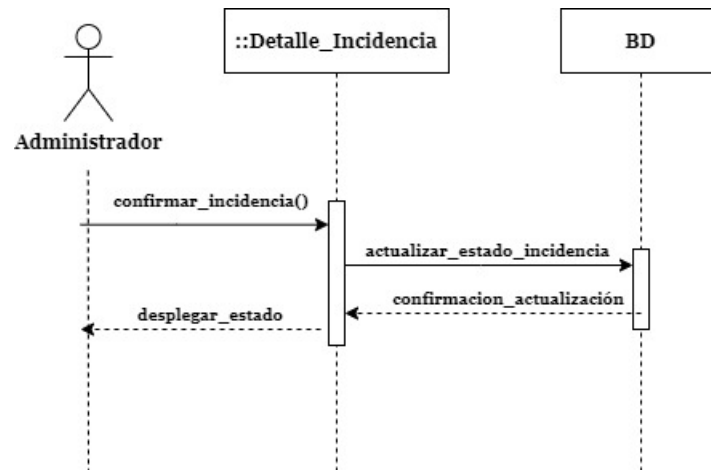 ::Detalle_Incidencia
BD
Administrador
confirmar_incidencia()
actualizar_estado_incidencia
confirmacion_actualización
desplegar_estado